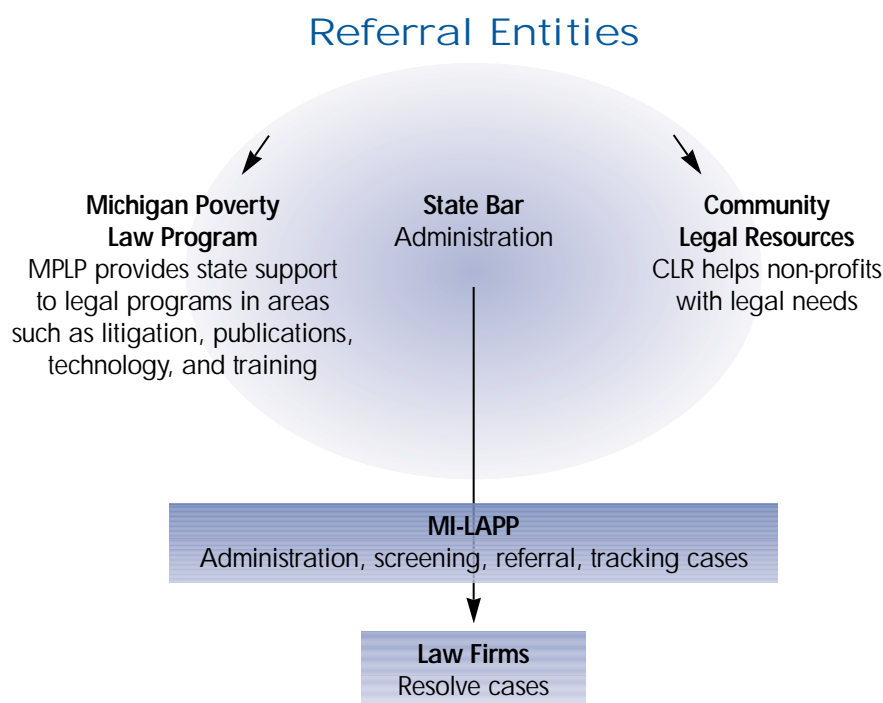 Referral Entities
Michigan Poverty
Law Program
MPLP provides state support
to legal programs in areas
such as litigation, publications,
technology, and training
State Bar
Administration
Community
Legal Resources
CLR helps non-profits
with legal needs
MI-LAPP
Administration, screening, referral, tracking cases
Law Firms
Resolve cases